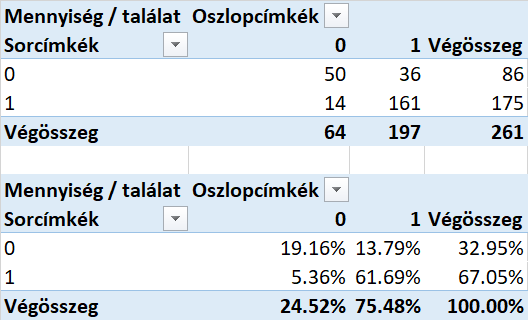 Mennyiség / találat Oszlopcímkék
Sorcímkék 0 1 Végösszeg
0 50 36 86
1 14 161 175
Végösszeg 64 197 261
Mennyiség / találat Oszlopcímkék
Sorcímkék 0 1 Végösszeg
0 19.16% 13.79% 32.95%
1 5.36% 61.69% 67.05%
Végösszeg 24.52% 75.48% 100.00%